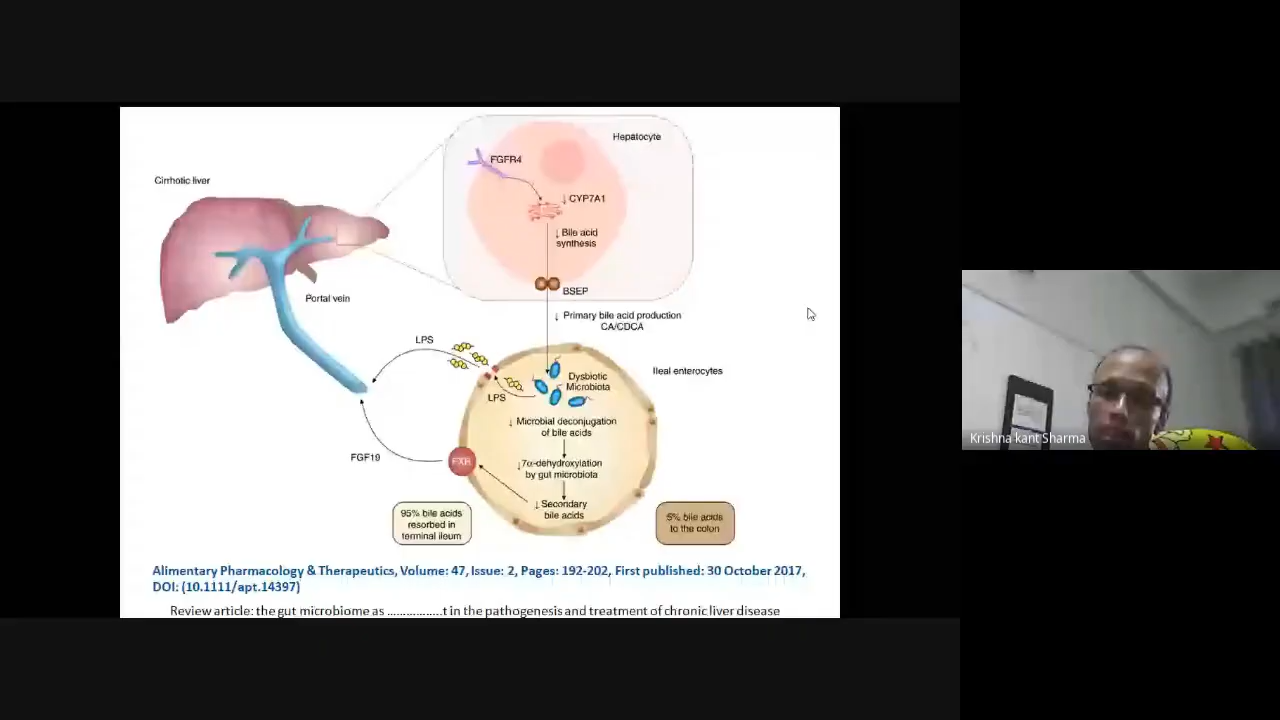 Hepatocyte
FGFR4
Cirrhotic liver
↓ CYP7A1
↓ Bile acid
synthesis
BSEP
Portal vein
↓ Primary bile acid production
CA/CDCA
LPS
Ileal enterocytes
Dysbiotic
Microbiota
LPS
↓ Microbial deconjugation
of bile acids
FGF19
FXR
↓7α-dehydroxylation
by gut microbiota
↓ Secondary
bile acids
95% bile acids
resorbed in
terminal ileum
5% bile acids
to the colon
Alimentary Pharmacology & Therapeutics, Volume: 47, Issue: 2, Pages: 192-202, First published: 30 October 2017,
DOI: (10.1111/apt.14397)
Review article: the gut microbiome as ………………t in the pathogenesis and treatment of chronic liver disease
Krishna kant Sharma